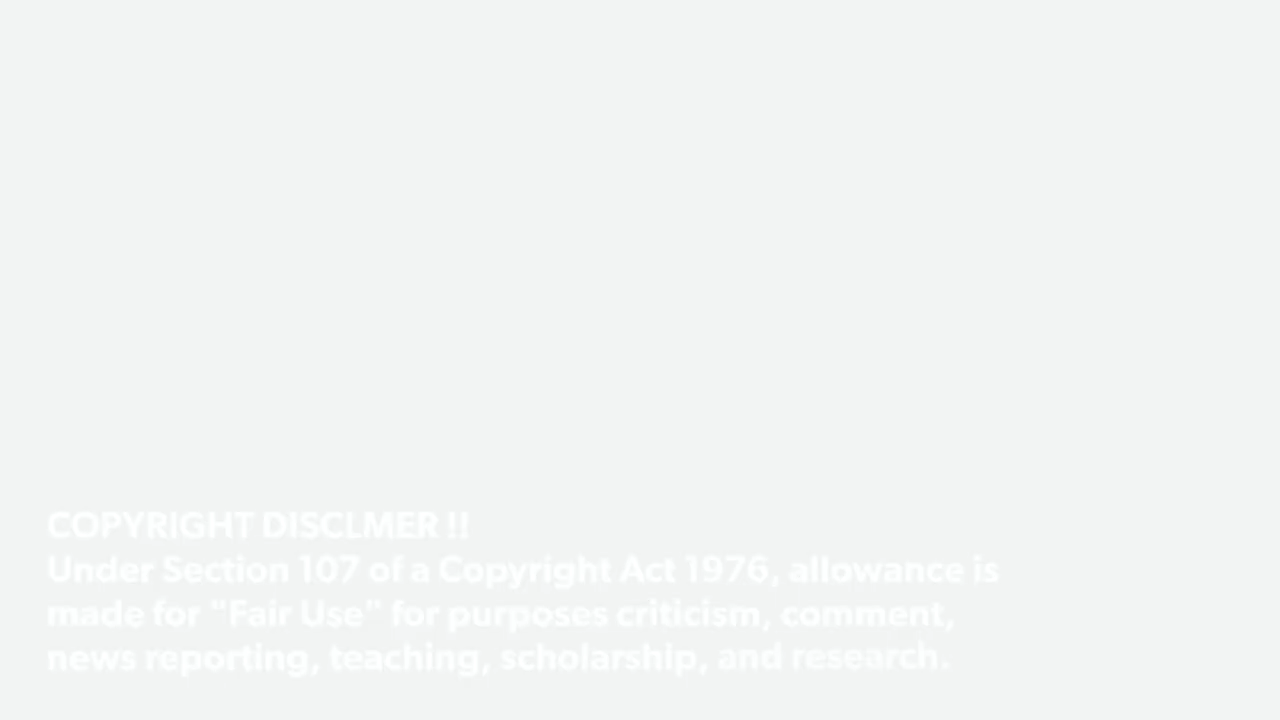 COPYRIGHT DISCLMER !!
Under Section 107 of a Copyright Act 1976, allowance is
made for "Fair Use" for purposes criticism, comment,
news reporting, teaching, scholarship, and research.